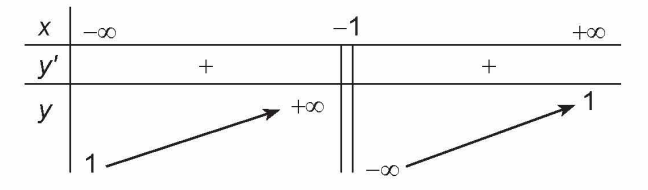 x −∞ −1 +∞
y' + +
+∞ 1
y
1 −∞